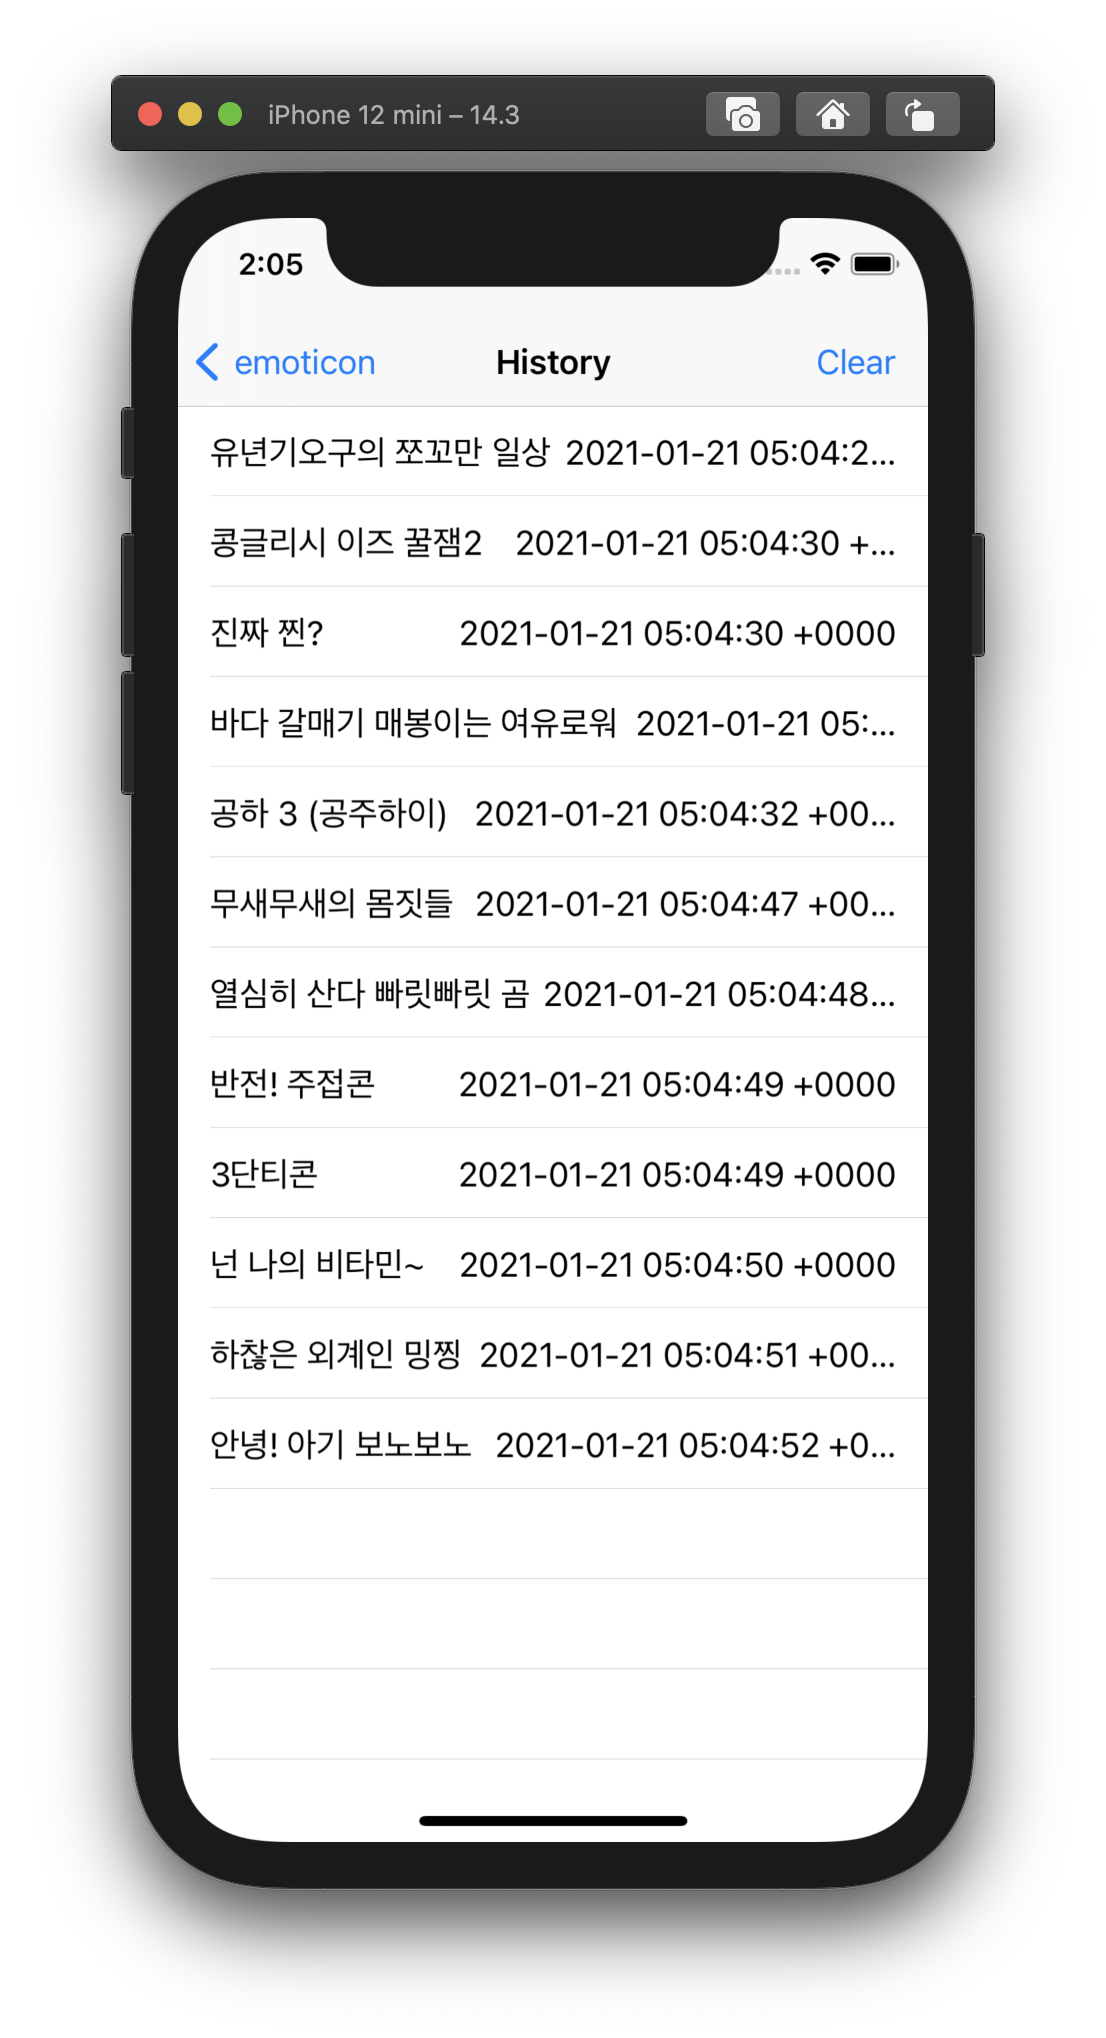 iPhone 12 mini – 14.3
2:05
emoticon History Clear
유년기오구의 쪼꼬만 일상 2021-01-21 05:04:2...
콩글리시 이즈 꿀잼2 2021-01-21 05:04:30 +...
진짜 찐? 2021-01-21 05:04:30 +0000
바다 갈매기 매봉이는 여유로워 2021-01-21 05:...
공하 3 (공주하이) 2021-01-21 05:04:32 +00...
무새무새의 몸짓들 2021-01-21 05:04:47 +00...
열심히 산다 빠릿빠릿 곰 2021-01-21 05:04:48...
반전! 주접콘 2021-01-21 05:04:49 +0000
3단티콘 2021-01-21 05:04:49 +0000
넌 나의 비타민~ 2021-01-21 05:04:50 +0000
하찮은 외계인 밍찡 2021-01-21 05:04:51 +00...
안녕! 아기 보노보노 2021-01-21 05:04:52 +0...